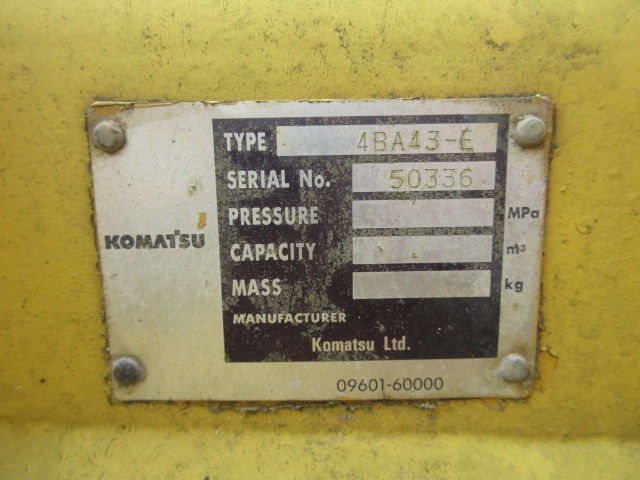 KOMATSU
TYPE 4BA43-E
SERIAL No. 50336
PRESSURE MPa
CAPACITY m³
MASS kg
MANUFACTURER
Komatsu Ltd.
09601-60000